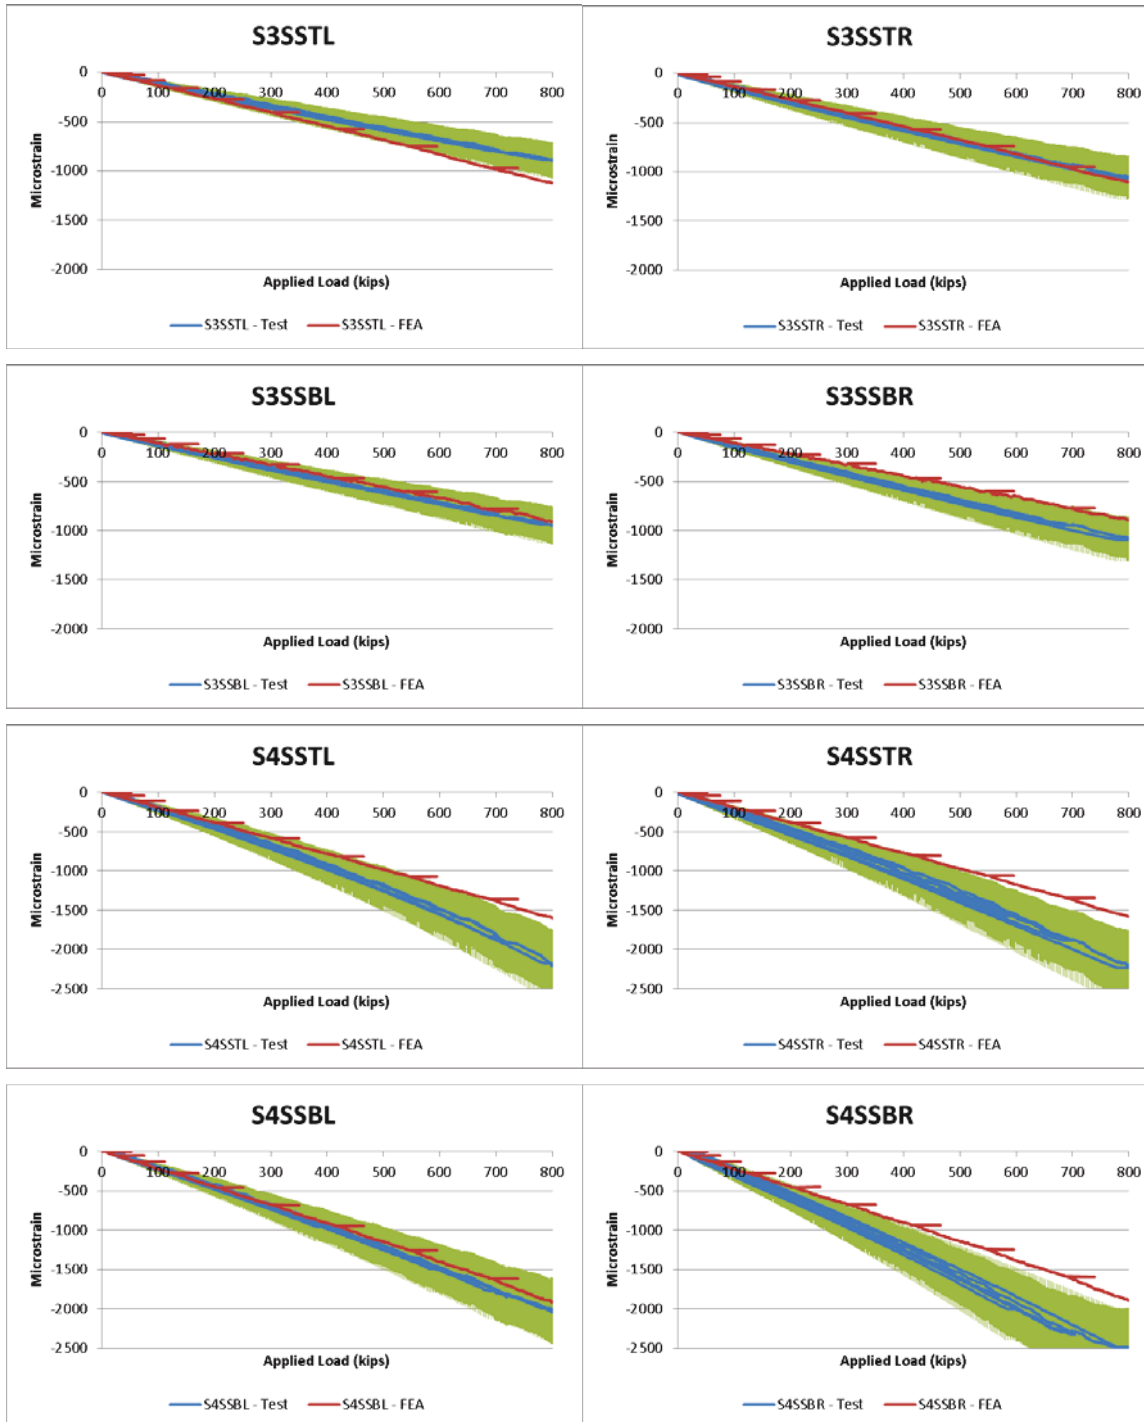 S3SSTL
0
0 100 200 300 400 500 600 700 800
-500
-1000
-1500
-2000
Microstrain
Applied Load (kips)
S3SSTL - Test S3SSTL - FEA
S3SSTR
0
0 100 200 300 400 500 600 700 800
-500
-1000
-1500
-2000
Microstrain
Applied Load (kips)
S3SSTR - Test S3SSTR - FEA
S3SSBL
0
0 100 200 300 400 500 600 700 800
-500
-1000
-1500
-2000
Microstrain
Applied Load (kips)
S3SSBL - Test S3SSBL - FEA
S3SSBR
0
0 100 200 300 400 500 600 700 800
-500
-1000
-1500
-2000
Microstrain
Applied Load (kips)
S3SSBR - Test S3SSBR - FEA
S4SSTL
0
0 100 200 300 400 500 600 700 800
-500
-1000
-1500
-2000
-2500
Microstrain
Applied Load (kips)
S4SSTL - Test S4SSTL - FEA
S4SSTR
0
0 100 200 300 400 500 600 700 800
-500
-1000
-1500
-2000
-2500
Microstrain
Applied Load (kips)
S4SSTR - Test S4SSTR - FEA
S4SSBL
0
0 100 200 300 400 500 600 700 800
-500
-1000
-1500
-2000
-2500
Microstrain
Applied Load (kips)
S4SSBL - Test S4SSBL - FEA
S4SSBR
0
0 100 200 300 400 500 600 700 800
-500
-1000
-1500
-2000
-2500
Microstrain
Applied Load (kips)
S4SSBR - Test S4SSBR - FEA